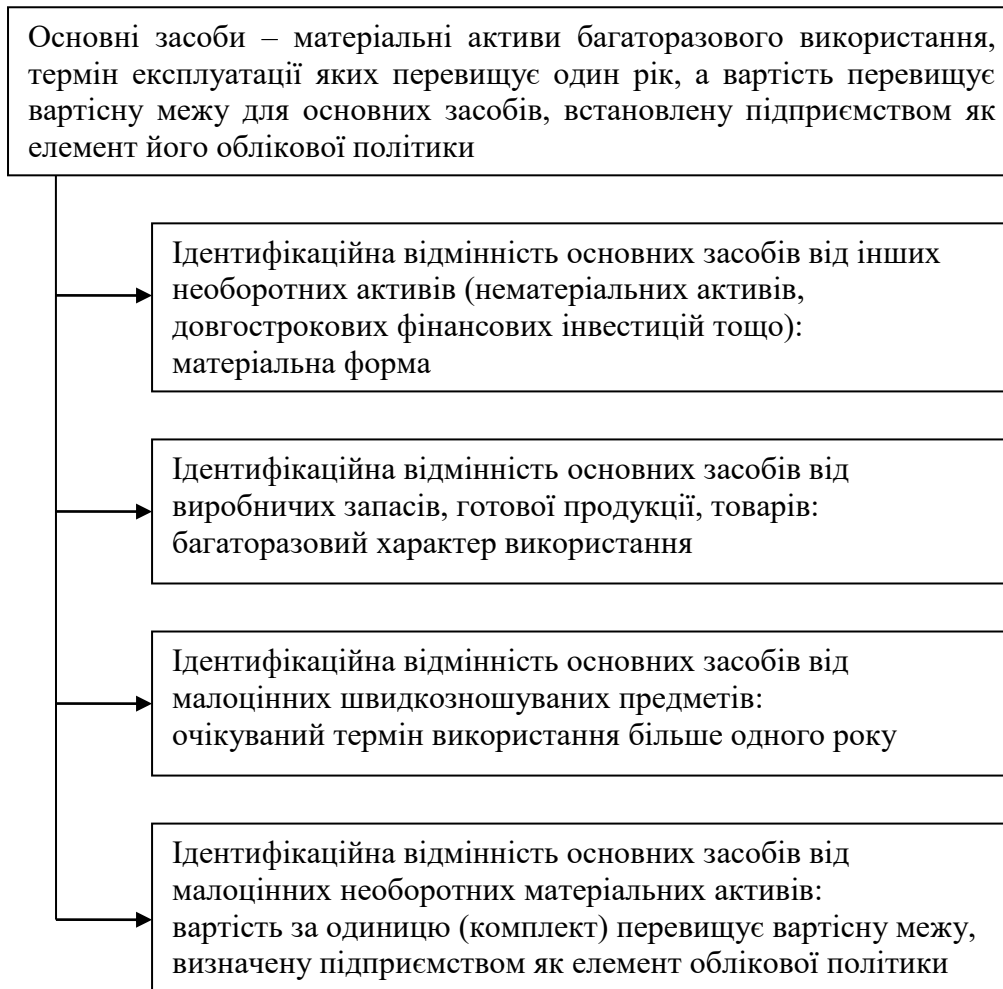 Основні засоби – матеріальні активи багаторазового використання,
термін експлуатації яких перевищує один рік, а вартість перевищує
вартісну межу для основних засобів, встановлену підприємством як
елемент його облікової політики
Ідентифікаційна відмінність основних засобів від інших
необоротних активів (нематеріальних активів,
довгострокових фінансових інвестицій тощо):
матеріальна форма
Ідентифікаційна відмінність основних засобів від
виробничих запасів, готової продукції, товарів:
багаторазовий характер використання
Ідентифікаційна відмінність основних засобів від
малоцінних швидкозношуваних предметів:
очікуваний термін використання більше одного року
Ідентифікаційна відмінність основних засобів від
малоцінних необоротних матеріальних активів:
вартість за одиницю (комплект) перевищує вартісну межу,
визначену підприємством як елемент облікової політики